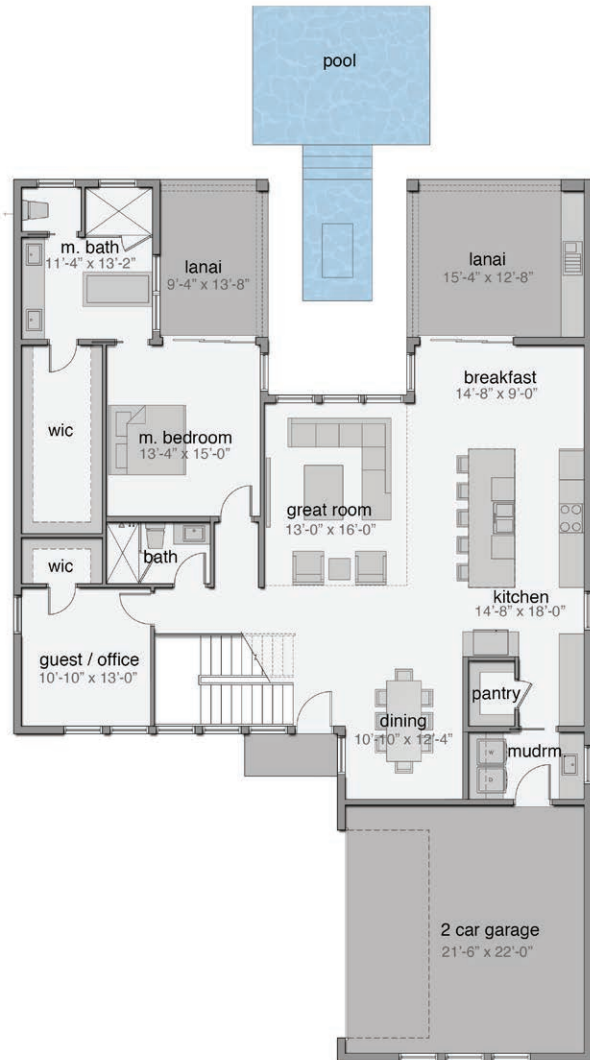 pool
m. bath
11'-4" x 13'-2"
lanai
9'-4" x 13'-8"
lanai
15'-4" x 12'-8"
breakfast
14'-8" x 9'-0"
wic
m. bedroom
13'-4" x 15'-0"
great room
13'-0" x 16'-0"
bath
wic
kitchen
14'-8" x 18'-0"
guest / office
10'-10" x 13'-0"
pantry
dining
10'-10" x 12'-4"
mudrm.
W
D
2 car garage
21'-6" x 22'-0"